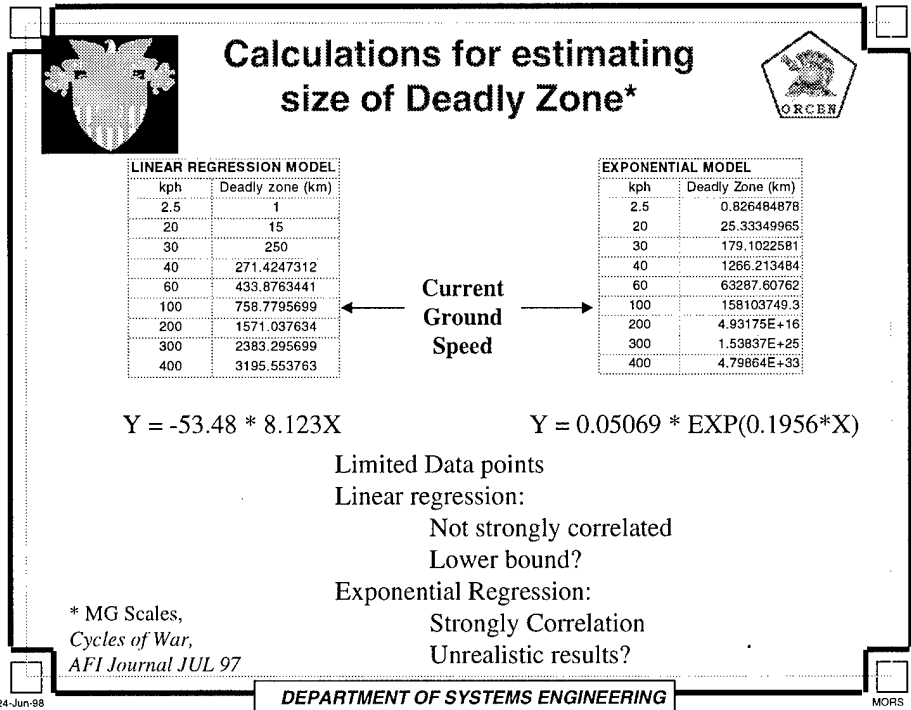 Calculations for estimating
size of Deadly Zone*
ORCEN
LINEAR REGRESSION MODEL
kph Deadly zone (km)
2.5 1
20 15
30 250
40 271.4247312
60 433.8763441
100 758.7795699
200 1571.037634
300 2383.295699
400 3195.553763
Current
Ground
Speed
EXPONENTIAL MODEL
kph Deadly Zone (km)
2.5 0.826484878
20 25.33349965
30 179.1022581
40 1266.213484
60 63287.60762
100 158103749.3
200 4.93175E+16
300 1.53837E+25
400 4.79864E+33
Y = -53.48 * 8.123X
Y = 0.05069 * EXP(0.1956*X)
Limited Data points
Linear regression:
Not strongly correlated
Lower bound?
Exponential Regression:
Strongly Correlation
Unrealistic results?
* MG Scales,
Cycles of War,
AFI Journal JUL 97
24-Jun-98
DEPARTMENT OF SYSTEMS ENGINEERING
MORS